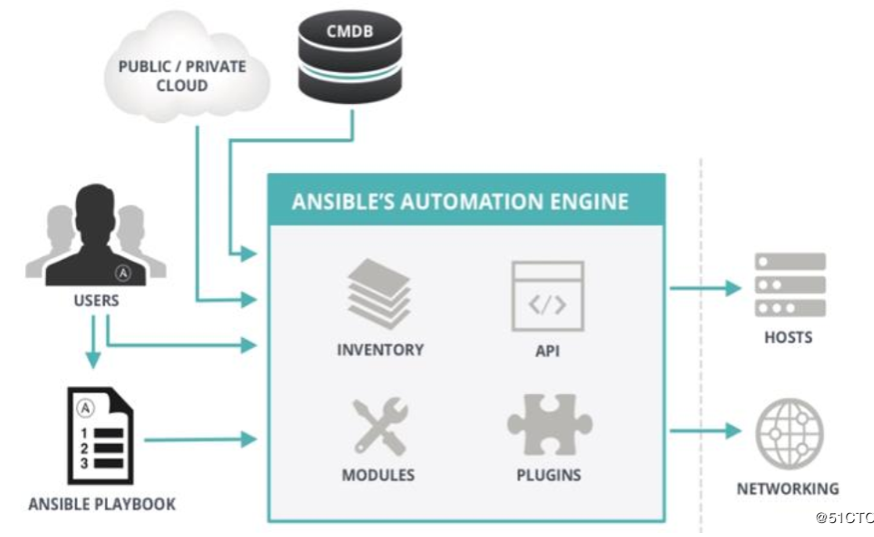 CMDB
PUBLIC / PRIVATE
CLOUD
ANSIBLE'S AUTOMATION ENGINE
A
USERS
INVENTORY
</>
API
HOSTS
A
1
2
3
MODULES
PLUGINS
ANSIBLE PLAYBOOK
NETWORKING
@51CTC